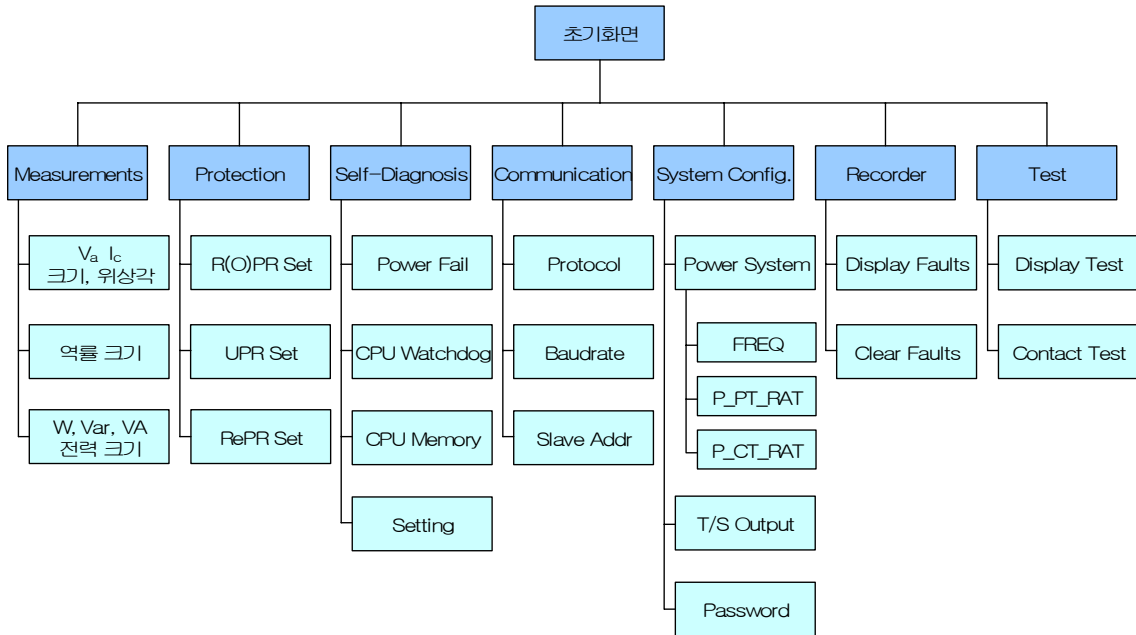 초기화면
Measurements
Protection
Self-Diagnosis
Communication
System Config.
Recorder
Test
Va Ic
크기, 위상각
역률 크기
W, Var, VA
전력 크기
R(O)PR Set
UPR Set
RePR Set
Power Fail
CPU Watchdog
CPU Memory
Setting
Protocol
Baudrate
Slave Addr
Power System
FREQ
P_PT_RAT
P_CT_RAT
T/S Output
Password
Display Faults
Clear Faults
Display Test
Contact Test